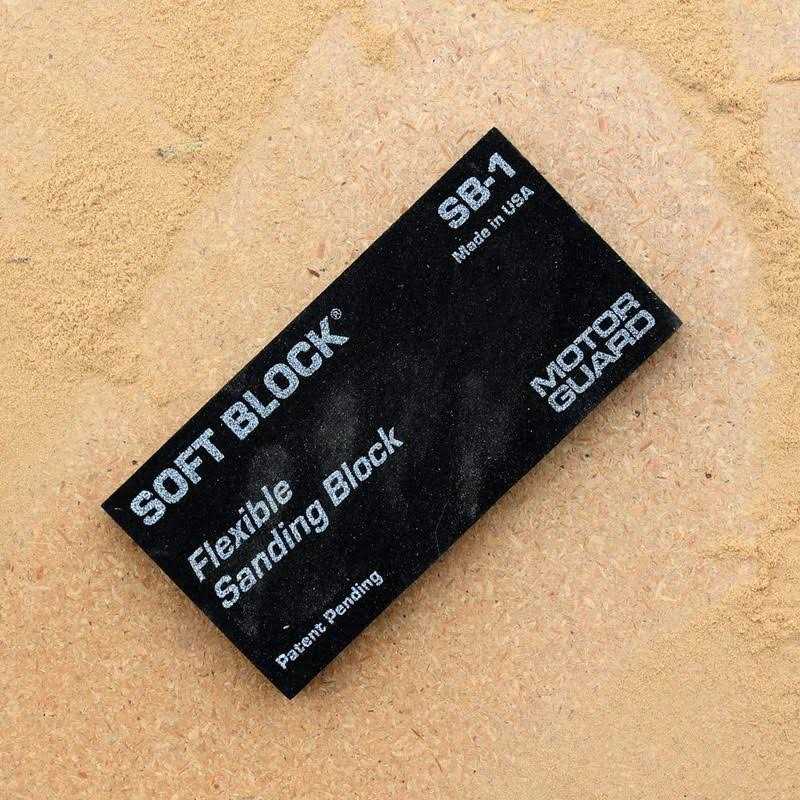 SOFT BLOCK®
SB-1
Made in USA
Flexible
Sanding Block
MOTOR
GUARD
Patent Pending